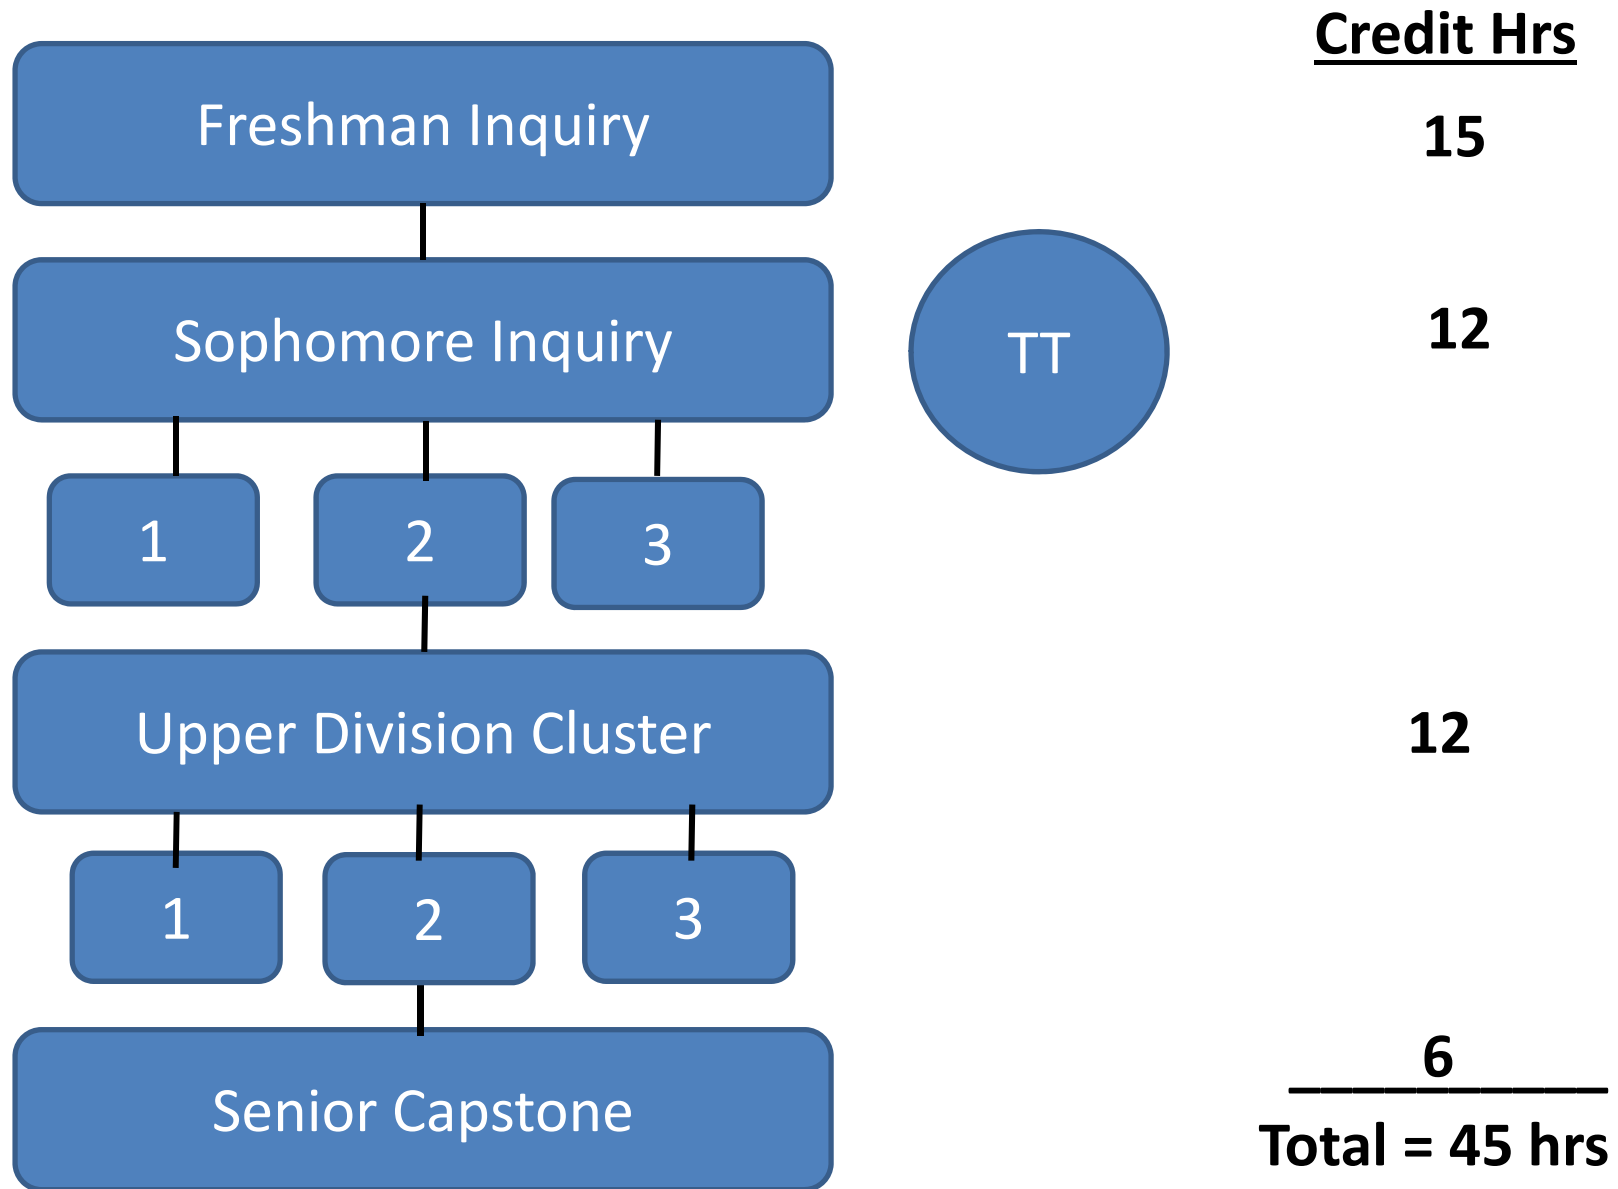 Credit Hrs
Freshman Inquiry
15
Sophomore Inquiry
TT
12
1
2
3
Upper Division Cluster
12
1
2
3
6
Senior Capstone
Total = 45 hrs